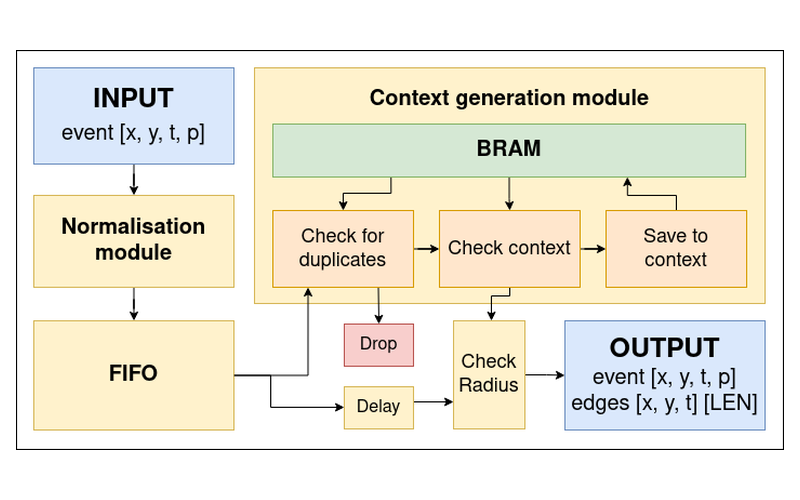 INPUT
event [x, y, t, p]
Normalisation
module
FIFO
Context generation module
BRAM
Check for
duplicates
Check context
Save to
context
Drop
Delay
Check
Radius
OUTPUT
event [x, y, t, p]
edges [x, y, t] [LEN]